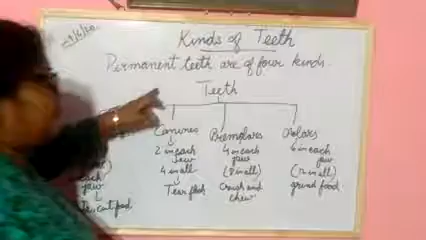 Kinds of Teeth
Permanent teeth are of four kinds.
Teeth
Canines
2 in each
jaw
4 in all
Tear flesh
Premolars
4 in each
jaw
(8 in all)
Crush and
chew
Molars
6 in each
jaw
(12 in all)
grind food
jaw
cut food